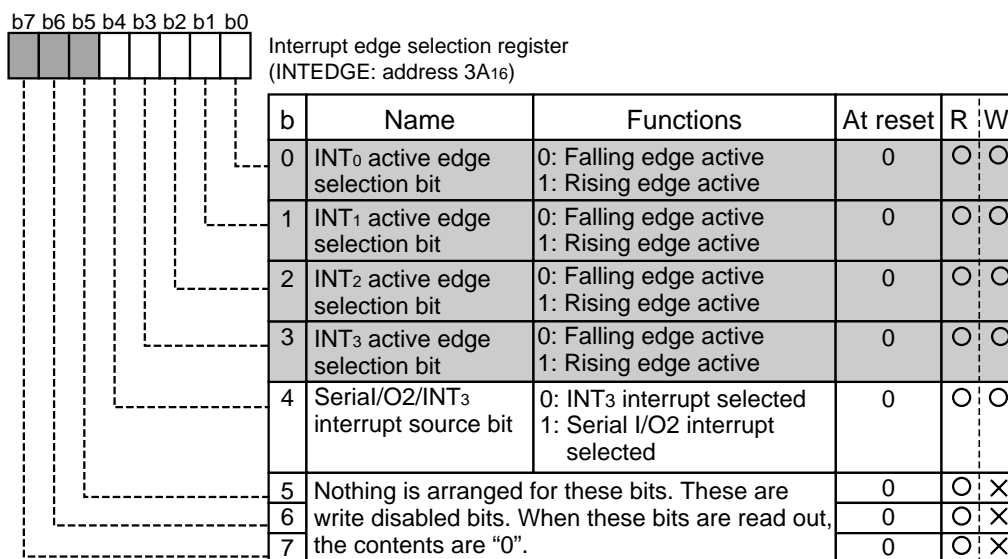 b7 b6 b5 b4 b3 b2 b1 b0
Interrupt edge selection register
(INTEDGE: address 3A16)
b Name Functions At reset R W
0 INT0 active edge selection bit 0: Falling edge active 0 ○ ○
1: Rising edge active
1 INT1 active edge selection bit 0: Falling edge active 0 ○ ○
1: Rising edge active
2 INT2 active edge selection bit 0: Falling edge active 0 ○ ○
1: Rising edge active
3 INT3 active edge selection bit 0: Falling edge active 0 ○ ○
1: Rising edge active
4 Serial/O2/INT3 interrupt source bit 0: INT3 interrupt selected 0 ○ ○
1: Serial I/O2 interrupt
selected
5 Nothing is arranged for these bits. These are 0 ○ ×
6 write disabled bits. When these bits are read out, 0 ○ ×
7 the contents are “0”. 0 ○ ×